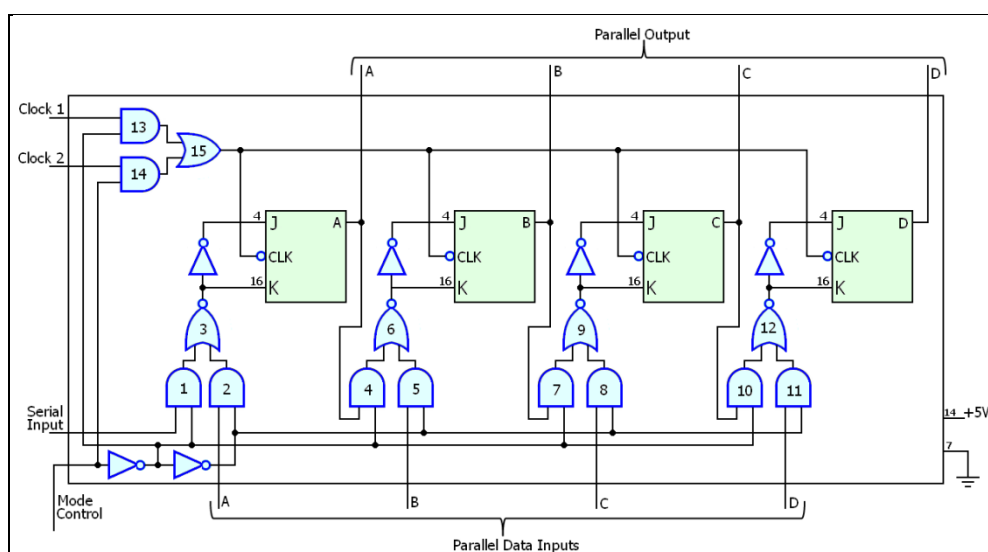 Parallel Output
A B C D
Clock 1
13
15
Clock 2
14
4 J A
4 J B
4 J C
4 J D
CLK CLK CLK CLK
16 K
16 K
16 K
16 K
3 6 9 12
1 2 4 5 7 8 10 11
Serial
Input
14 +5V
7
Mode
Control
A B C D
Parallel Data Inputs